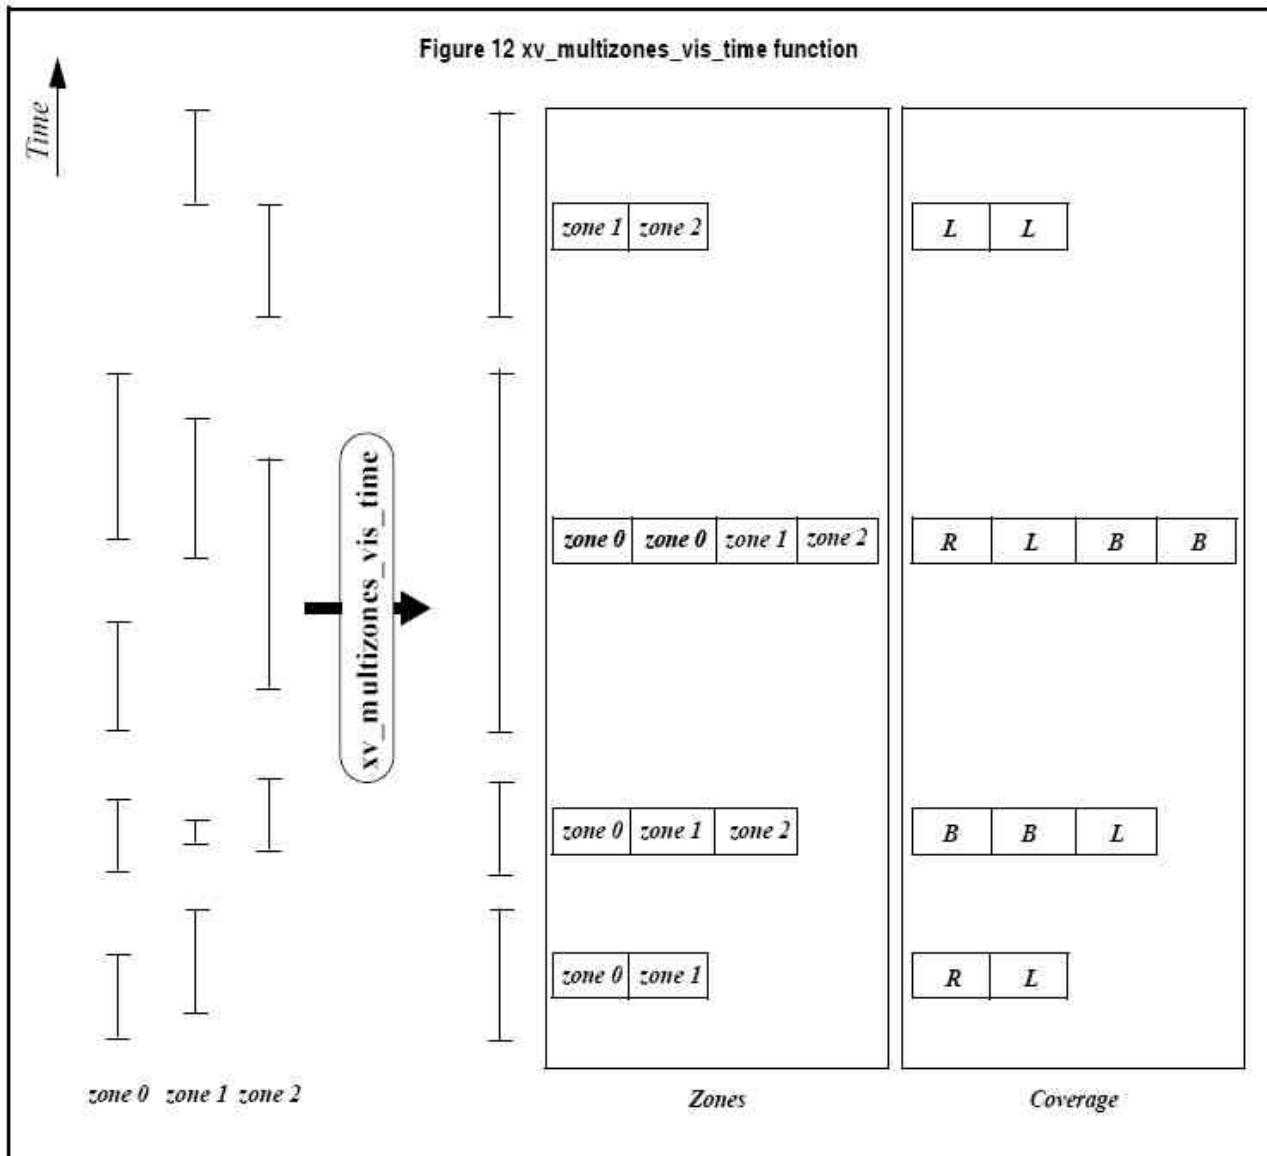 Figure 12 xv_multizones_vis_time function
Time
zone 1 zone 2
L L
xv_multizones_vis_time
zone 0 zone 0 zone 1 zone 2
R L B B
zone 0 zone 1 zone 2
B B L
zone 0 zone 1
R L
zone 0 zone 1 zone 2
Zones
Coverage